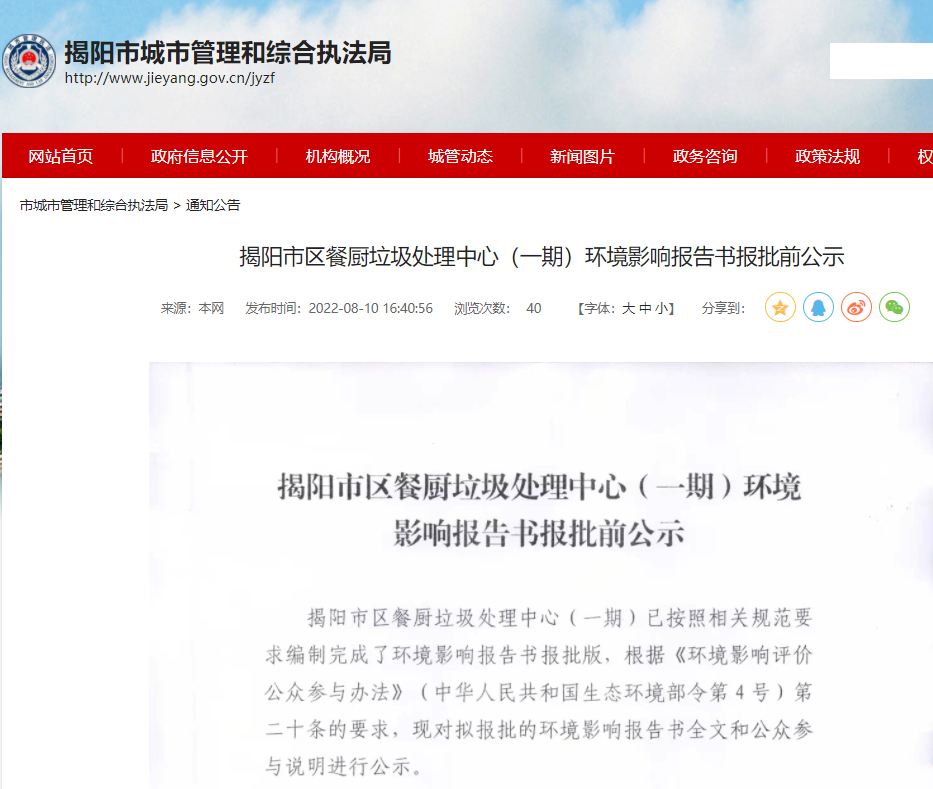 揭阳市城市管理和综合执法局
http://www.jieyang.gov.cn/jyzf
网站首页 | 政府信息公开 | 机构概况 | 城管动态 | 新闻图片 | 政务咨询 | 政策法规 | 权
市城市管理和综合执法局 > 通知公告
揭阳市区餐厨垃圾处理中心（一期）环境影响报告书报批前公示
来源：本网 发布时间：2022-08-10 16:40:56 浏览次数： 40 【字体：大 中 小】 分享到：
揭阳市区餐厨垃圾处理中心（一期）环境
影响报告书报批前公示
揭阳市区餐厨垃圾处理中心（一期）已按照相关规范要
求编制完成了环境影响报告书报批版，根据《环境影响评价
公众参与办法》（中华人民共和国生态环境部令第 4 号）第
二十条的要求，现对拟报批的环境影响报告书全文和公众参
与说明进行公示。